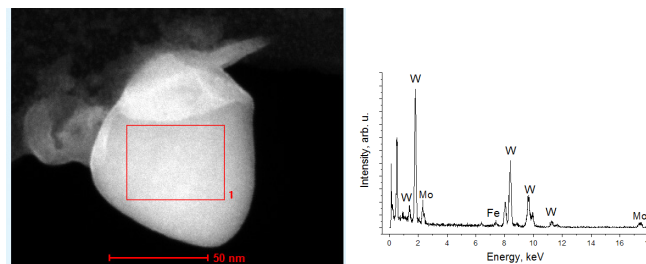 1
50 nm
Intensity, arb. u.
W
W
Mo
Fe
W
W
W
Mo
0 2 4 6 8 10 12 14 16 18
Energy, keV